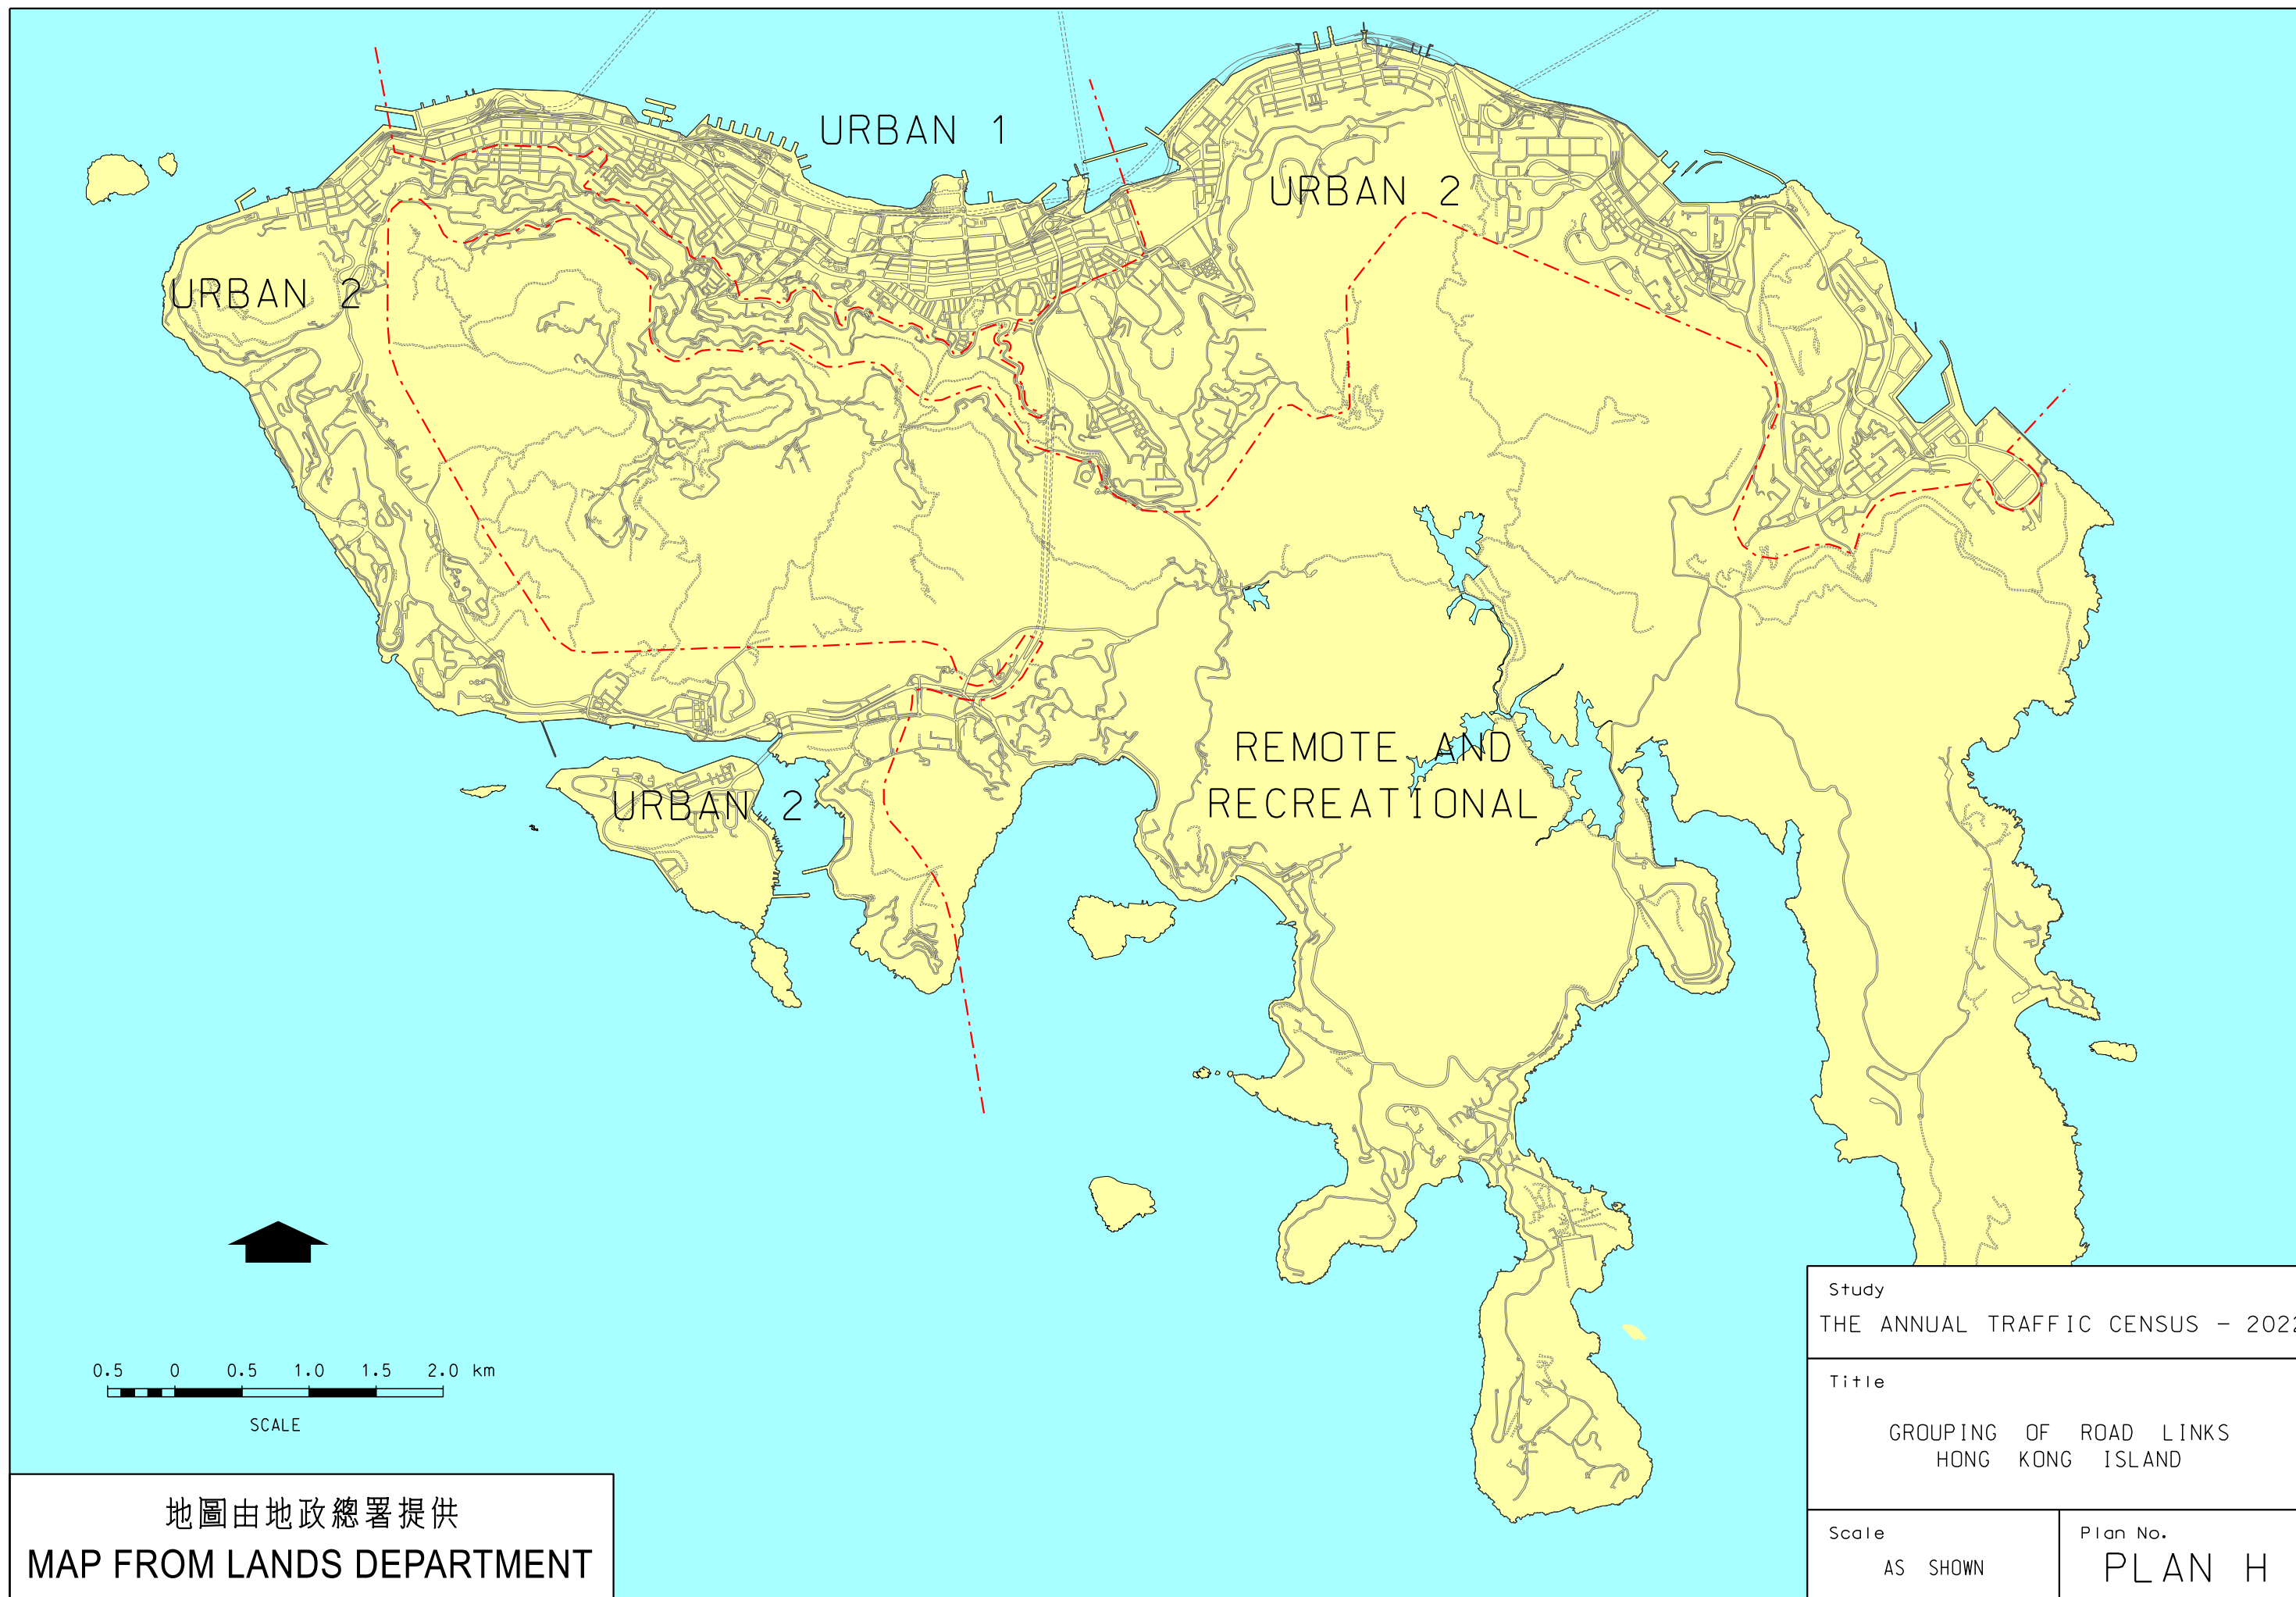 URBAN 1
URBAN 2
URBAN 2
REMOTE AND
RECREATIONAL
URBAN 2
0.5 0 0.5 1.0 1.5 2.0 km
SCALE
地圖由地政總署提供
MAP FROM LANDS DEPARTMENT
Study
THE ANNUAL TRAFFIC CENSUS - 2022
Title
GROUPING OF ROAD LINKS
HONG KONG ISLAND
Scale
AS SHOWN
Plan No.
PLAN H